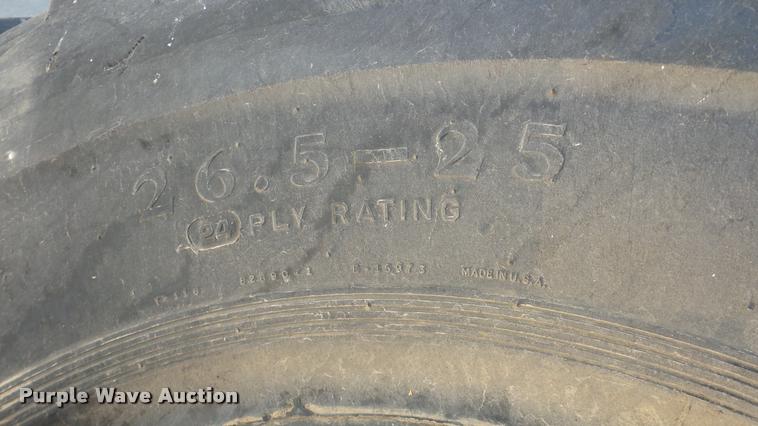 26.5-25
24 PLY RATING
MADE IN U.S.A.
Purple Wave Auction®